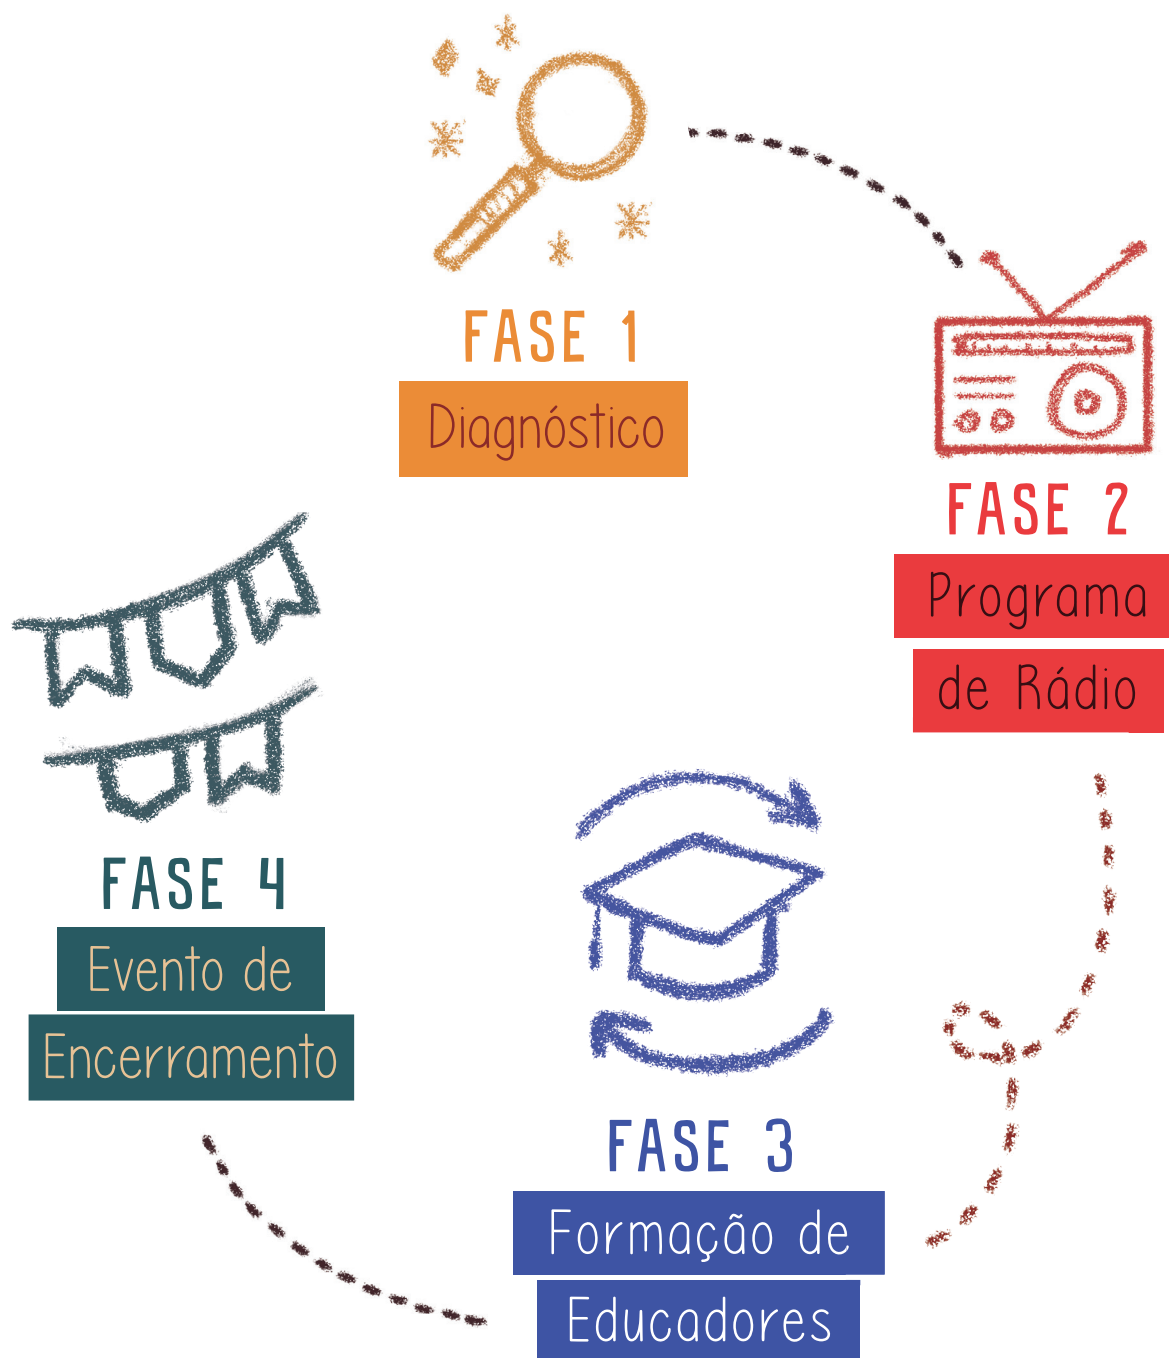 FASE 1
Diagnóstico
FASE 2
Programa
de Rádio
FASE 3
Formação de
Educadores
FASE 4
Evento de
Encerramento